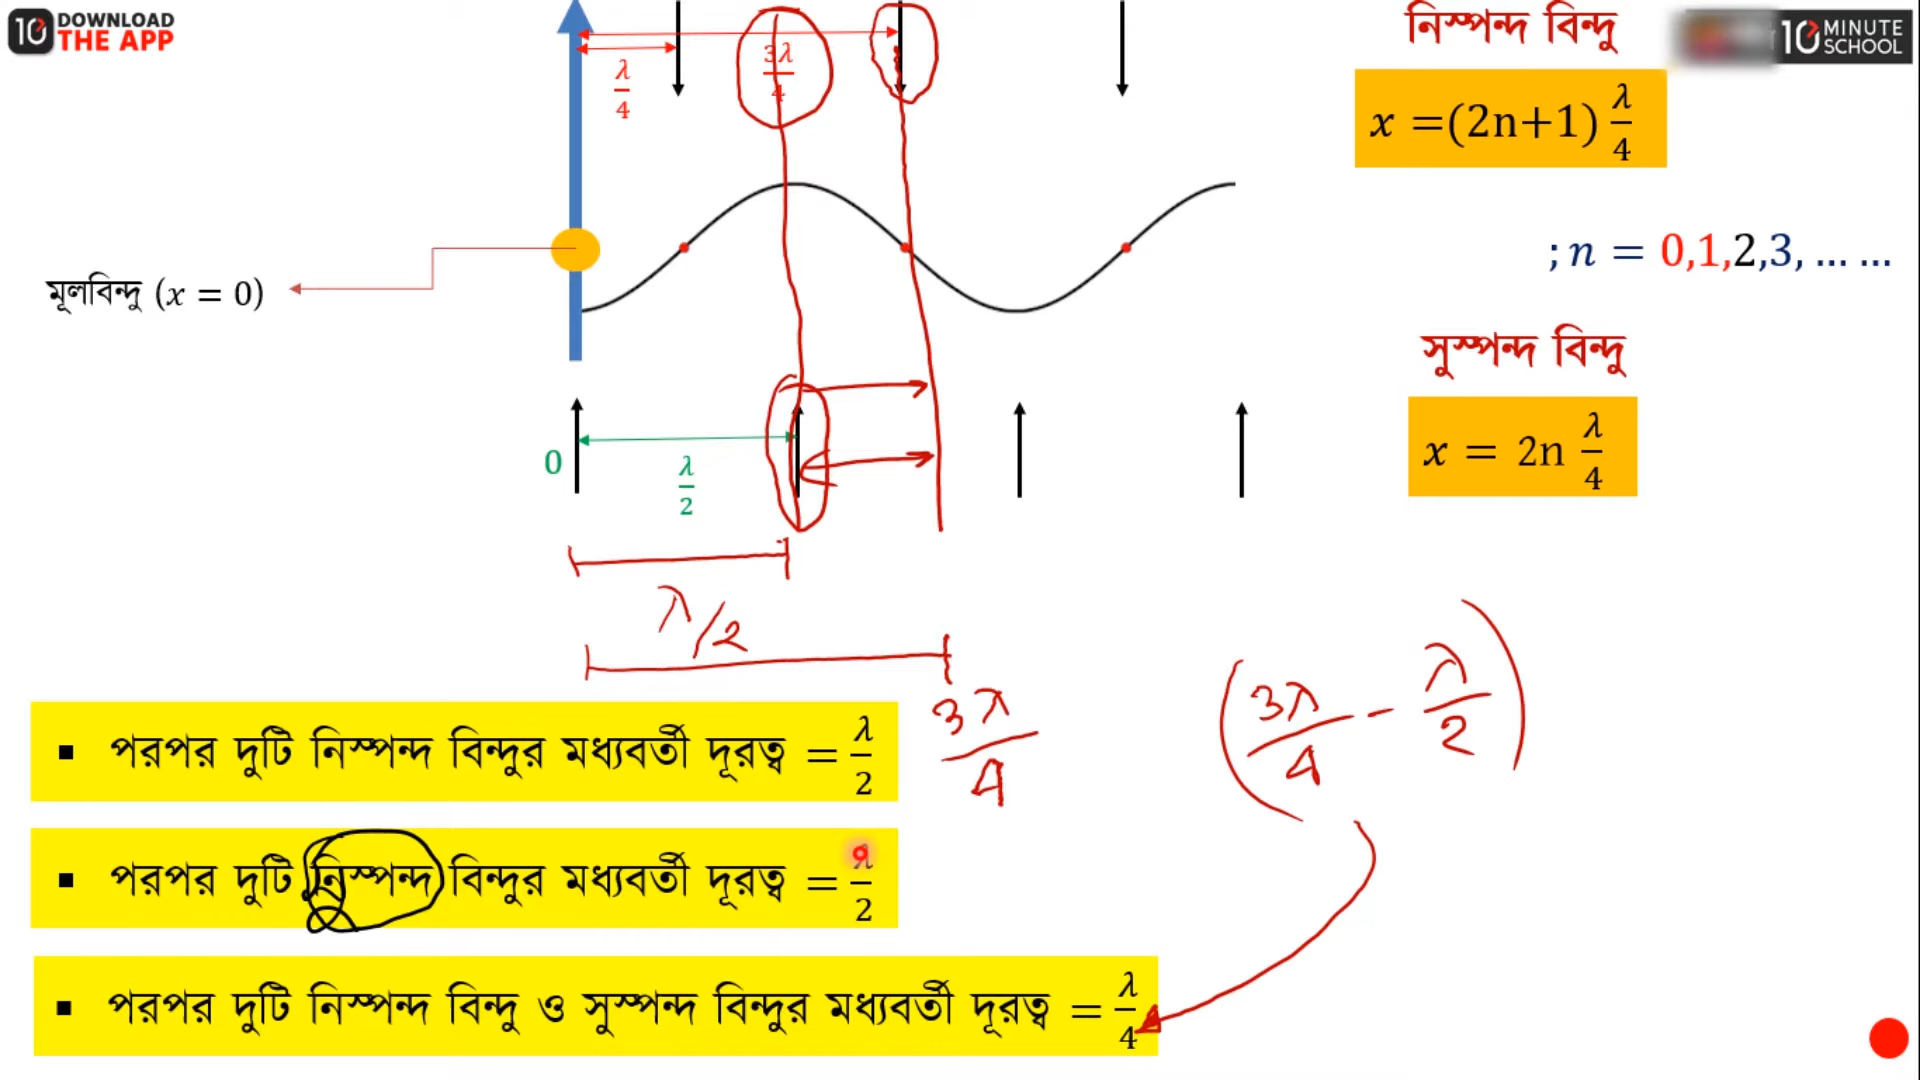 DOWNLOAD
THE APP
10 MINUTE
SCHOOL
λ/4
3λ/4
নিস্পন্দ বিন্দু
x =(2n+1) λ/4
; n = 0,1,2,3, ... ...
মূলবিন্দু (x = 0)
সুস্পন্দ বিন্দু
x = 2n λ/4
0
λ/2
λ/2
3λ/4
(3λ/4 - λ/2)
▪ পরপর দুটি নিস্পন্দ বিন্দুর মধ্যবর্তী দূরত্ব = λ/2
▪ পরপর দুটি নিস্পন্দ বিন্দুর মধ্যবর্তী দূরত্ব = λ/2
▪ পরপর দুটি নিস্পন্দ বিন্দু ও সুস্পন্দ বিন্দুর মধ্যবর্তী দূরত্ব = λ/4